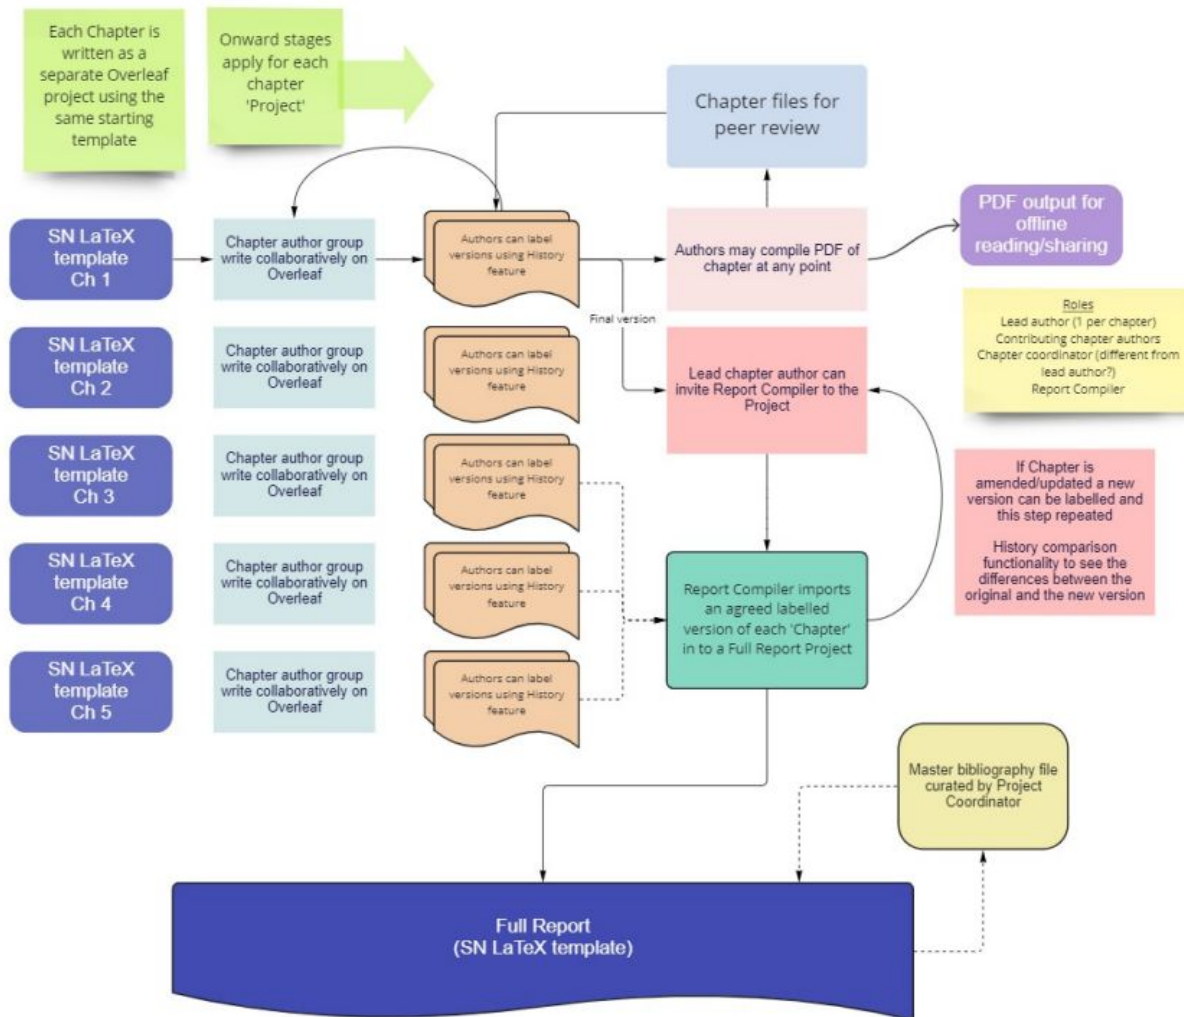 Each Chapter is
written as a
separate Overleaf
project using the
same starting
template
Onward stages
apply for each
chapter
'Project'
Chapter files for
peer review
SN LaTeX
template
Ch 1
Chapter author group
write collaboratively on
Overleaf
Authors can label
versions using History
feature
Authors may compile PDF of
chapter at any point
PDF output for
offline
reading/sharing
Final version
Roles
Lead author (1 per chapter)
Contributing chapter authors
Chapter coordinator (different from
lead author?)
Report Compiler
SN LaTeX
template
Ch 2
Chapter author group
write collaboratively on
Overleaf
Authors can label
versions using History
feature
Lead chapter author can
invite Report Compiler to the
Project
SN LaTeX
template
Ch 3
Chapter author group
write collaboratively on
Overleaf
Authors can label
versions using History
feature
If Chapter is
amended/updated a new
version can be labelled and
this step repeated
History comparison
functionality to see the
differences between the
original and the new version
SN LaTeX
template
Ch 4
Chapter author group
write collaboratively on
Overleaf
Authors can label
versions using History
feature
Report Compiler imports
an agreed labelled
version of each 'Chapter'
in to a Full Report Project
SN LaTeX
template
Ch 5
Chapter author group
write collaboratively on
Overleaf
Authors can label
versions using History
feature
Master bibliography file
curated by Project
Coordinator
Full Report
(SN LaTeX template)